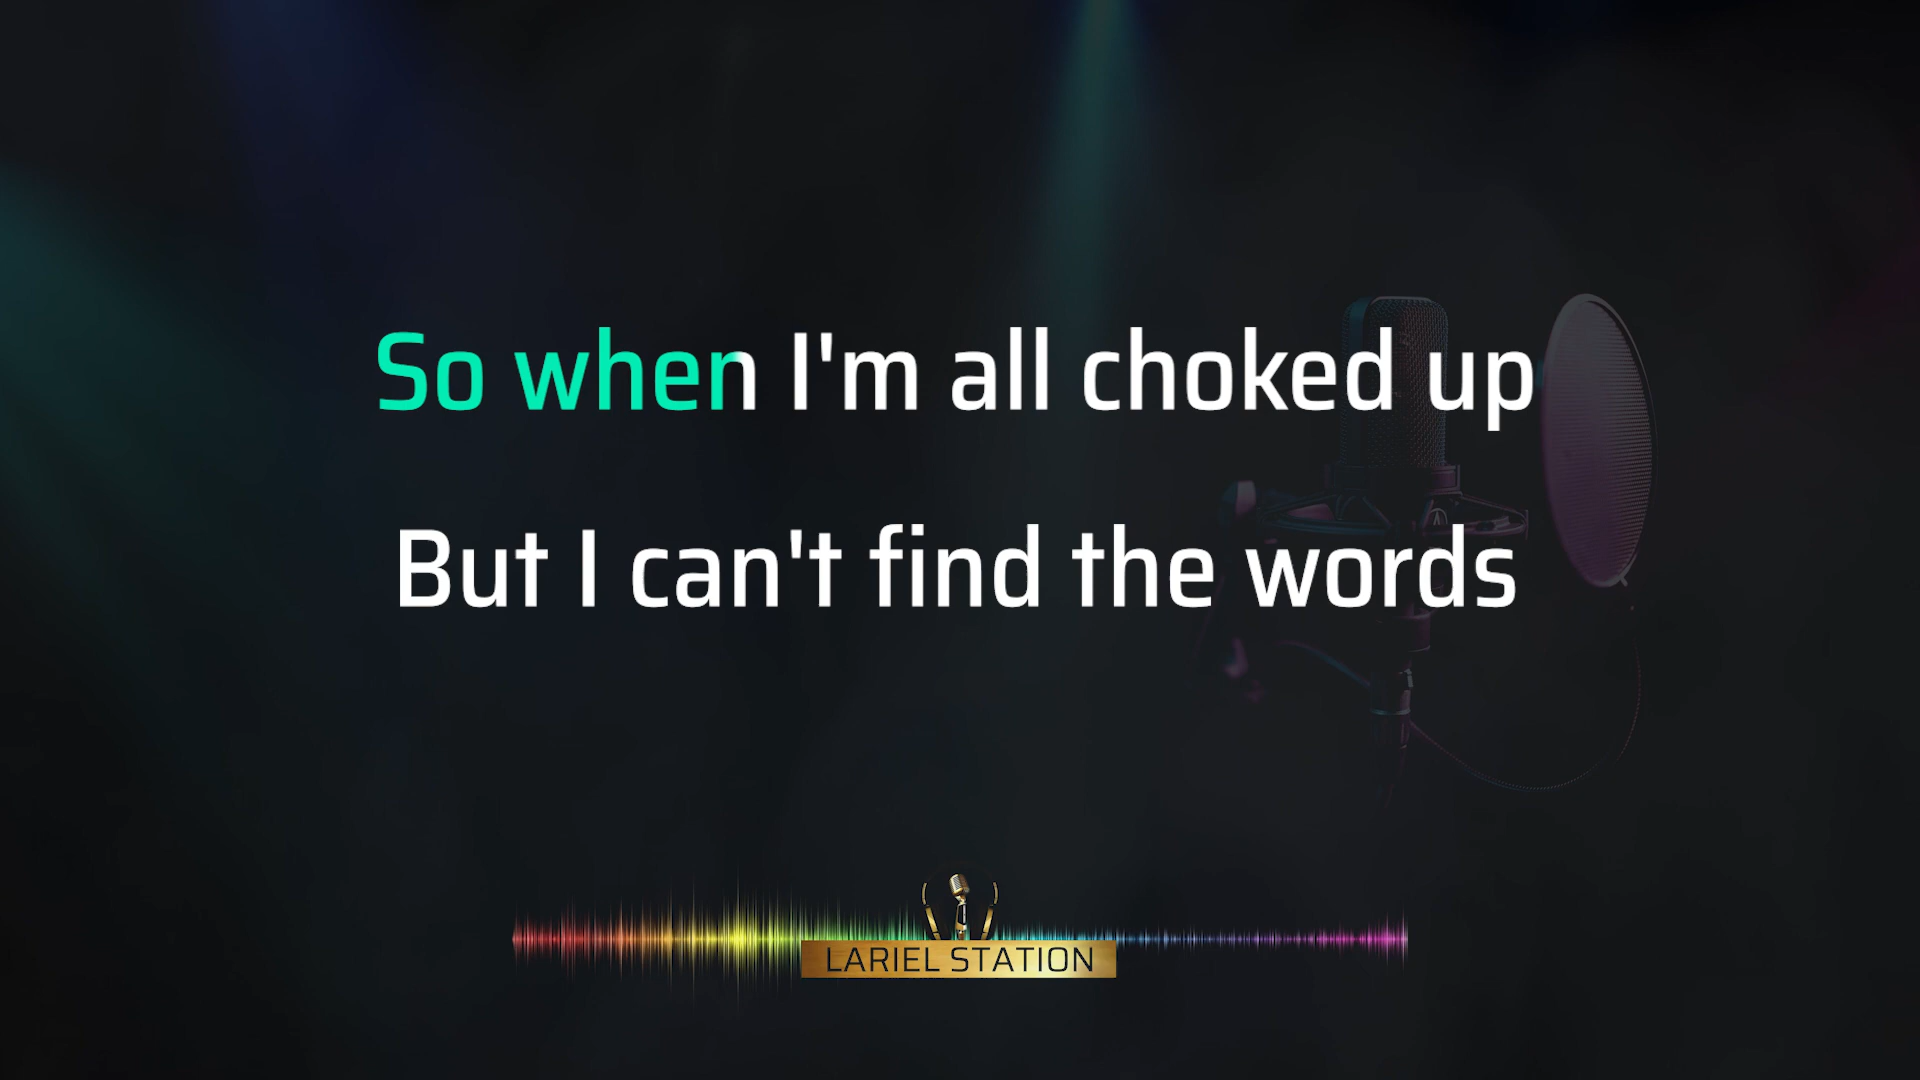 So when I'm all choked up
But I can't find the words
LARIEL STATION